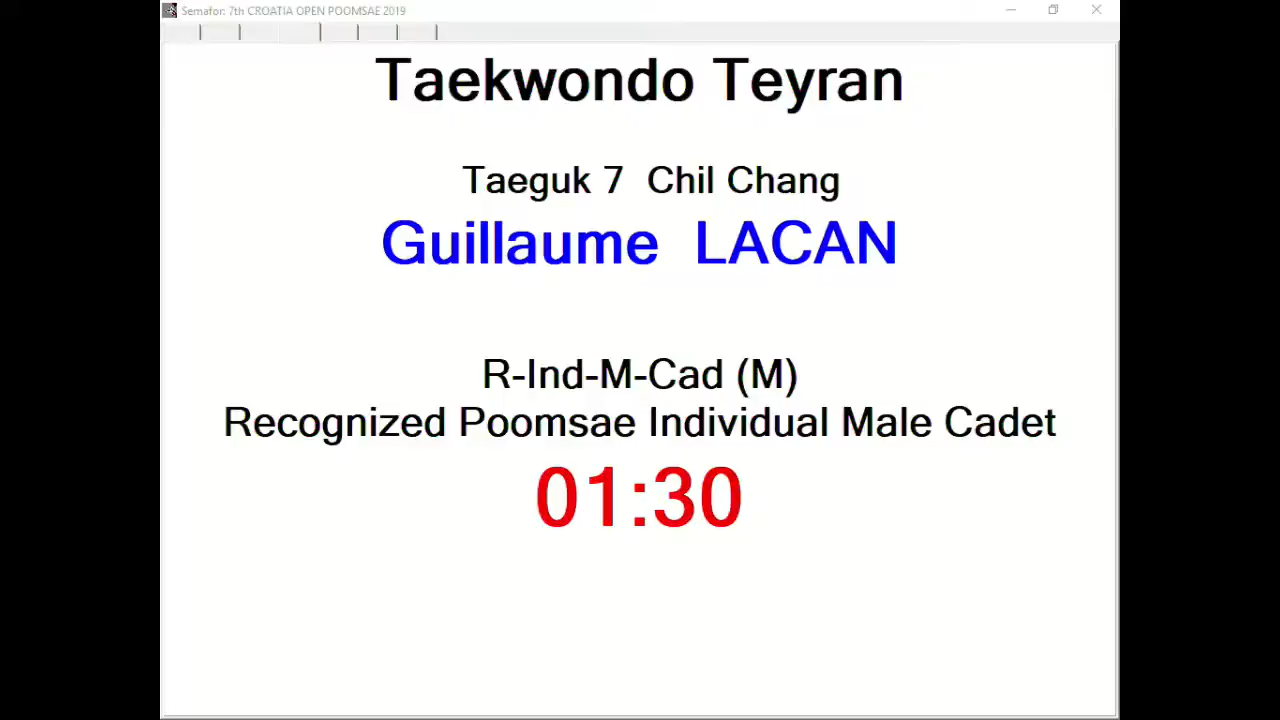 Semafor: 7th CROATIA OPEN POOMSAE 2019
Taekwondo Teyran
Taeguk 7 Chil Chang
Guillaume LACAN
R-Ind-M-Cad (M)
Recognized Poomsae Individual Male Cadet
01:30